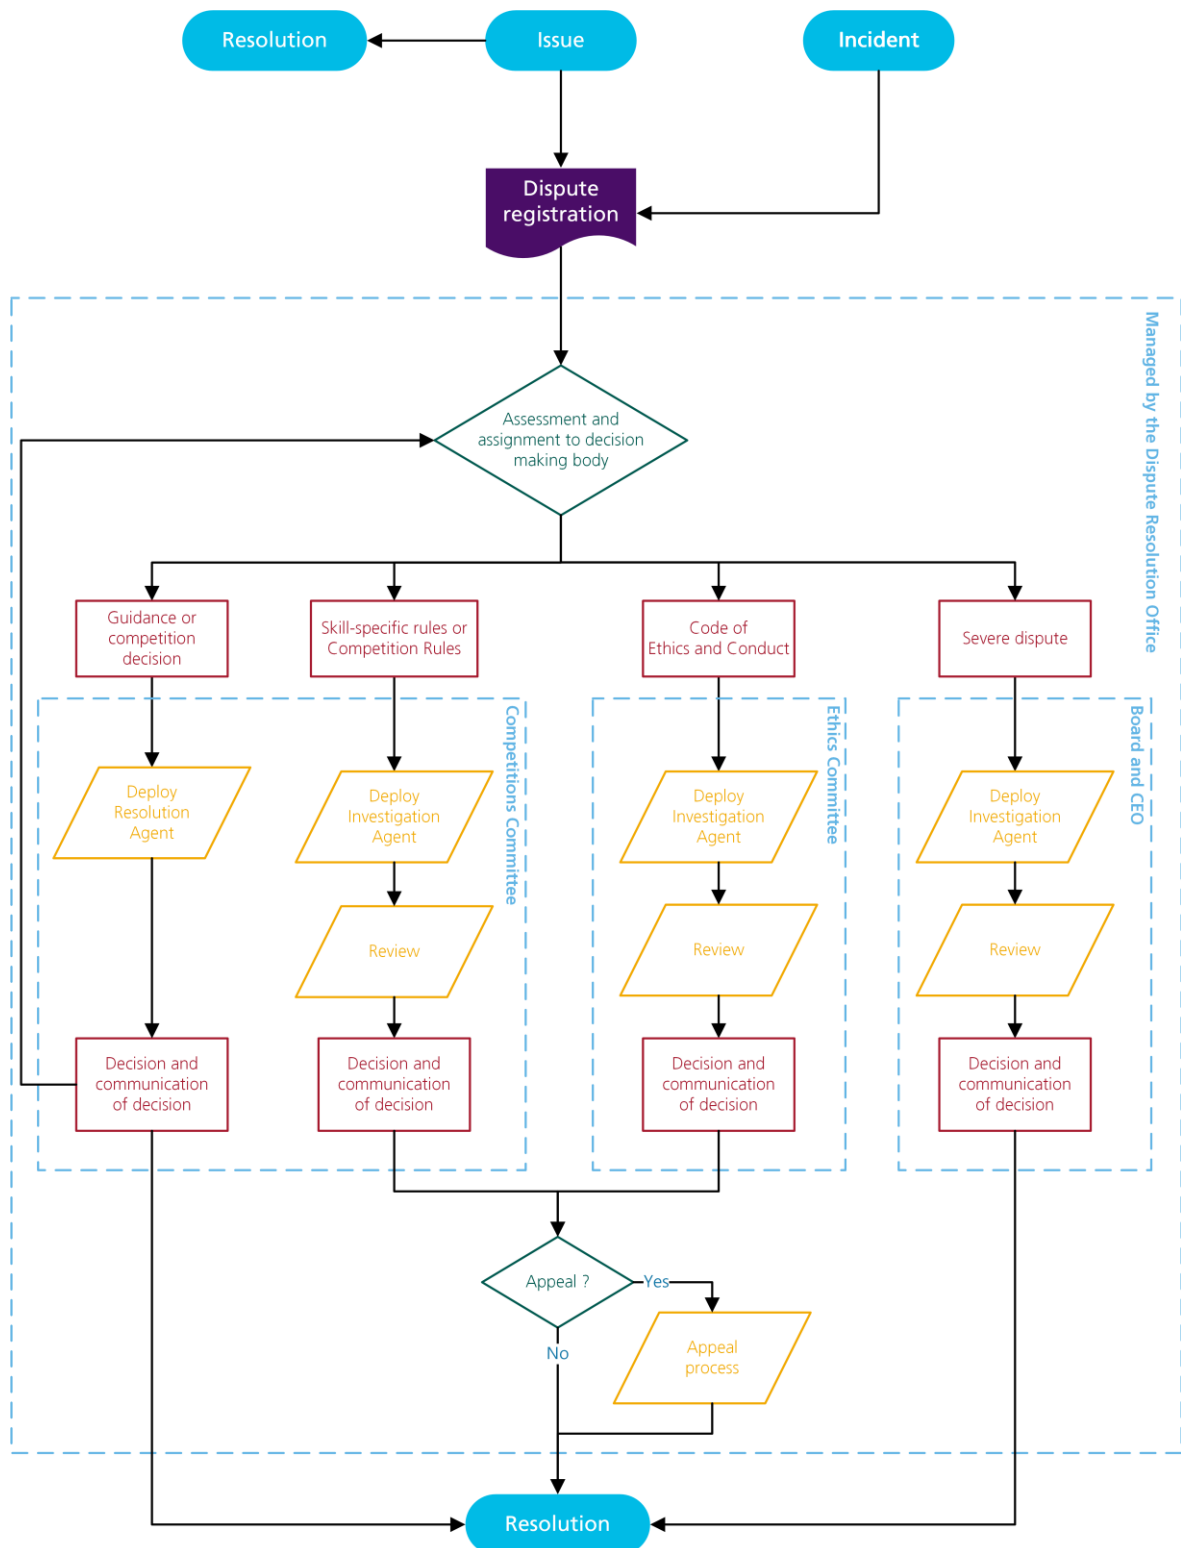 Resolution
Issue
Incident
Dispute
registration
Managed by the Dispute Resolution Office
Assessment and
assignment to decision
making body
Guidance or
competition
decision
Skill-specific rules or
Competition Rules
Code of
Ethics and Conduct
Severe dispute
Competitions Committee
Ethics Committee
Board and CEO
Deploy
Resolution
Agent
Deploy
Investigation
Agent
Deploy
Investigation
Agent
Deploy
Investigation
Agent
Review
Review
Review
Decision and
communication
of decision
Decision and
communication
of decision
Decision and
communication
of decision
Decision and
communication
of decision
Appeal ?
Yes
No
Appeal
process
Resolution